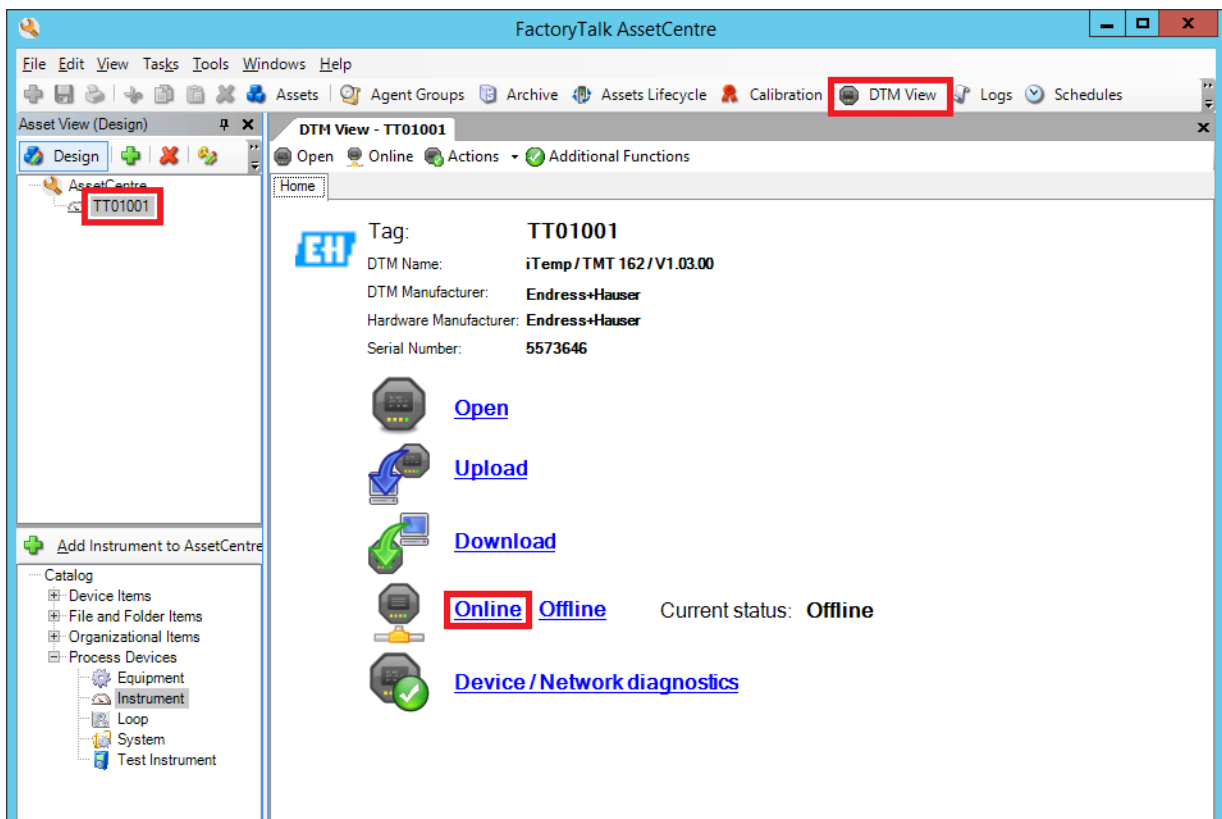 FactoryTalk AssetCentre
File Edit View Tasks Tools Windows Help
Assets Agent Groups Archive Assets Lifecycle Calibration DTM View Logs Schedules
Asset View (Design)
DTM View - TT01001
Design
Open Online Actions Additional Functions
AssetCentre
TT01001
Home
EH
Tag: TT01001
DTM Name: iTemp / TMT 162 / V1.03.00
DTM Manufacturer: Endress+Hauser
Hardware Manufacturer: Endress+Hauser
Serial Number: 5573646
Open
Upload
Download
Online Offline Current status: Offline
Device / Network diagnostics
Add Instrument to AssetCentre
Catalog
Device Items
File and Folder Items
Organizational Items
Process Devices
Equipment
Instrument
Loop
System
Test Instrument